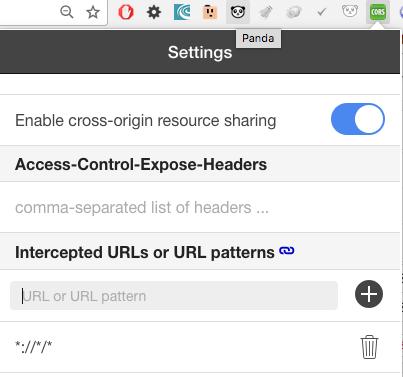 CORS
Panda
Settings
Enable cross-origin resource sharing
Access-Control-Expose-Headers
comma-separated list of headers ...
Intercepted URLs or URL patterns
URL or URL pattern
*://*/*